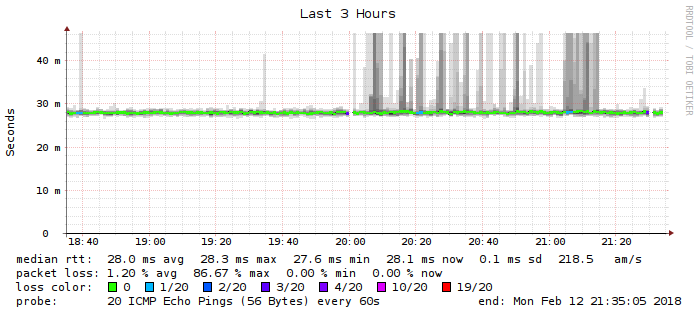 Last 3 Hours
RRDTOOL / TOBI OETIKER
Seconds
40 m
30 m
20 m
10 m
0
18:40 19:00 19:20 19:40 20:00 20:20 20:40 21:00 21:20
median rtt: 28.0 ms avg 28.3 ms max 27.6 ms min 28.1 ms now 0.1 ms sd 218.5 am/s
packet loss: 1.20 % avg 86.67 % max 0.00 % min 0.00 % now
loss color: 0 1/20 2/20 3/20 4/20 10/20 19/20
probe: 20 ICMP Echo Pings (56 Bytes) every 60s end: Mon Feb 12 21:35:05 2018